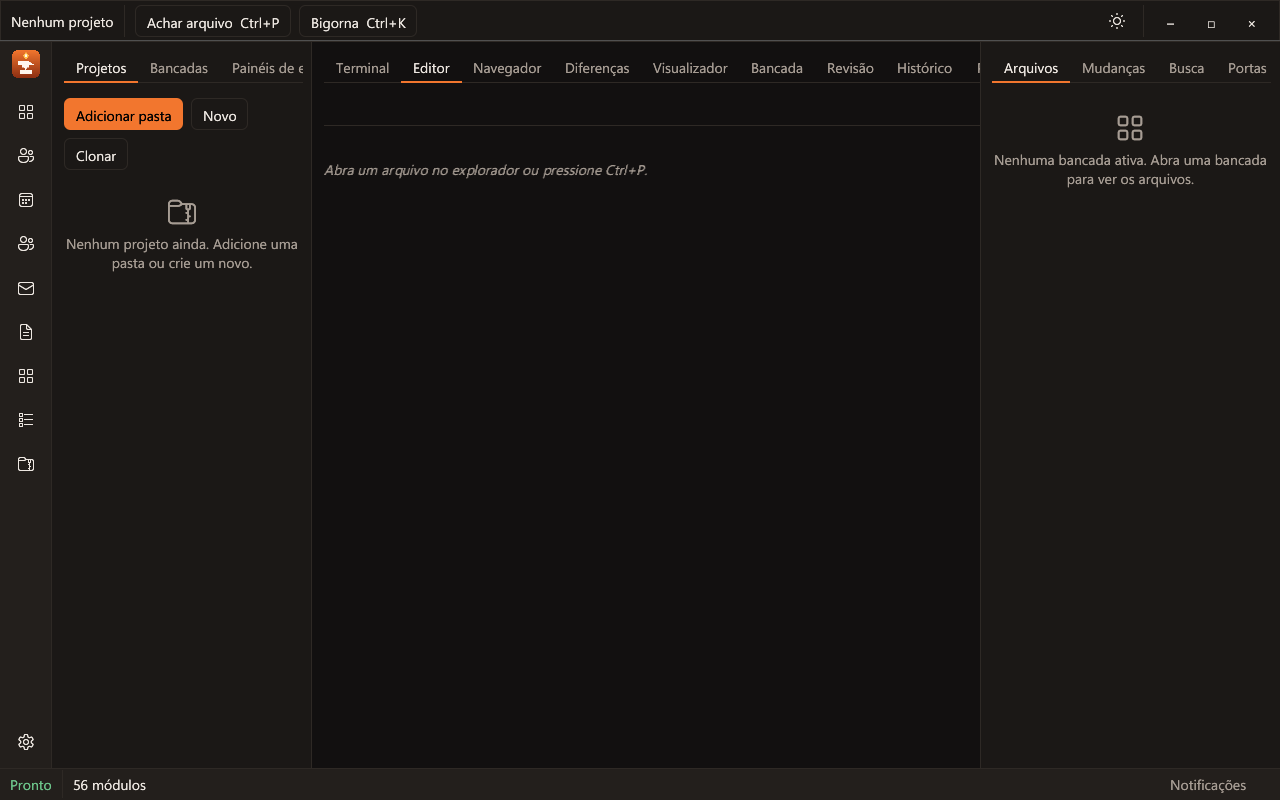 Nenhum projeto
Achar arquivo Ctrl+P
Bigorna Ctrl+K
Projetos
Bancadas
Painéis de e
Terminal
Editor
Navegador
Diferenças
Visualizador
Bancada
Revisão
Histórico
Arquivos
Mudanças
Busca
Portas
Adicionar pasta
Novo
Clonar
Nenhum projeto ainda. Adicione uma
pasta ou crie um novo.
Abra um arquivo no explorador ou pressione Ctrl+P.
Nenhuma bancada ativa. Abra uma bancada
para ver os arquivos.
Pronto
56 módulos
Notificações